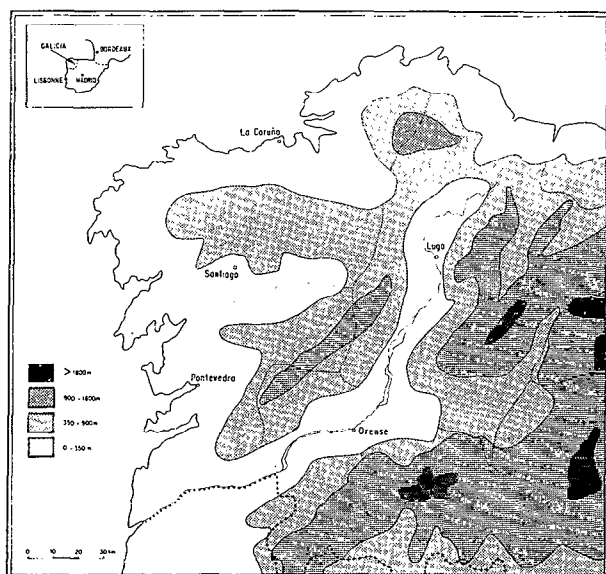 GALICIA
BORDEAUX
LISBONNE
MADRID
La Coruña
Lugo
Santiago
Pontevedra
Orense
> 1800 m
900 - 1800 m
350 - 900 m
0 - 350 m
0 10 20 30 km